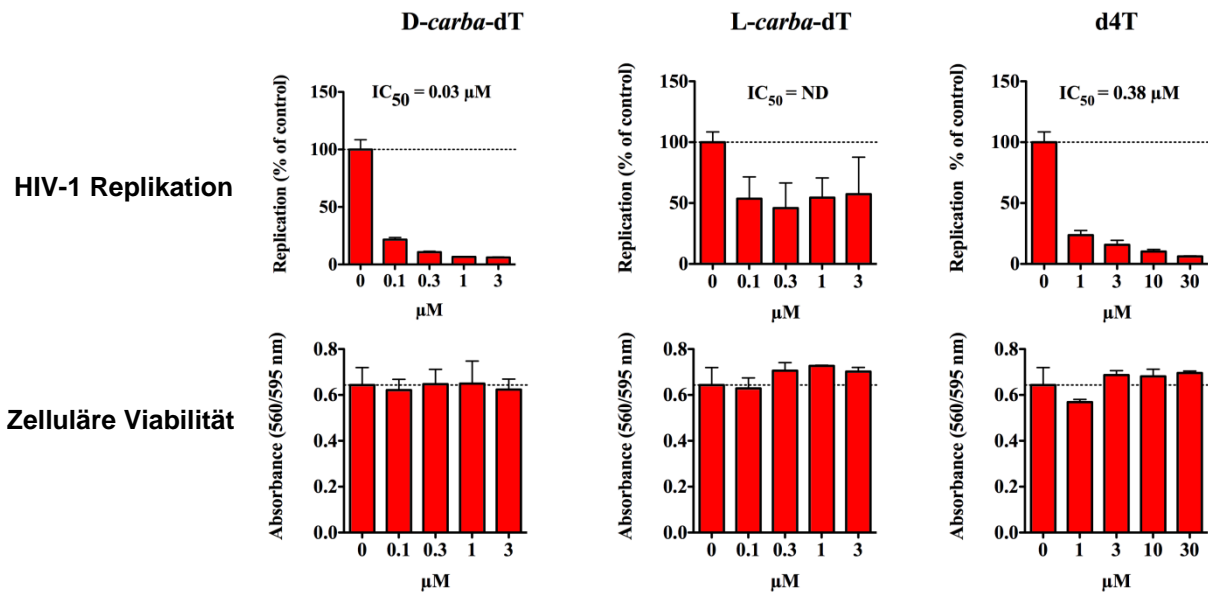 D-carba-dT
L-carba-dT
d4T
HIV-1 Replikation
Replication (% of control)
150
100
50
0
IC50 = 0.03 µM
0 0.1 0.3 1 3
µM
Replication (% of control)
150
100
50
0
IC50 = ND
0 0.1 0.3 1 3
µM
Replication % of control)
150
100
50
0
IC50 = 0.38 µM
0 1 3 10 30
µM
Zelluläre Viabilität
Absorbance (560/595 nm)
0.8
0.6
0.4
0.2
0.0
0 0.1 0.3 1 3
µM
Absorbance (560/595 nm)
0.8
0.6
0.4
0.2
0.0
0 0.1 0.3 1 3
µM
Absorbance (560/595 nm)
0.8
0.6
0.4
0.2
0.0
0 1 3 10 30
µM